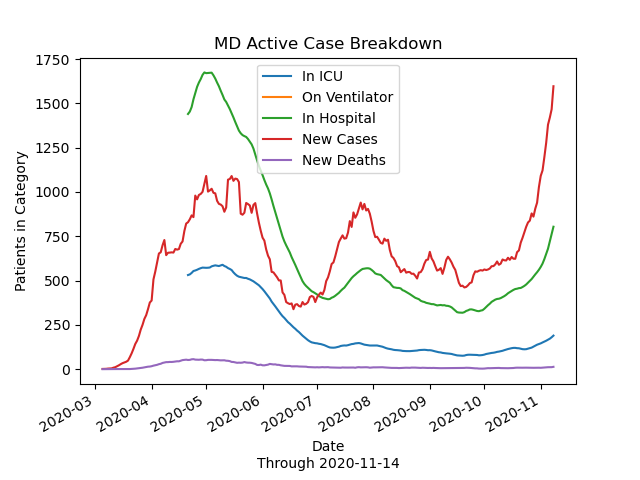 MD Active Case Breakdown
1750
1500
1250
1000
750
500
250
0
Patients in Category
In ICU
On Ventilator
In Hospital
New Cases
New Deaths
2020-03
2020-04
2020-05
2020-06
2020-07
2020-08
2020-09
2020-10
2020-11
Date
Through 2020-11-14